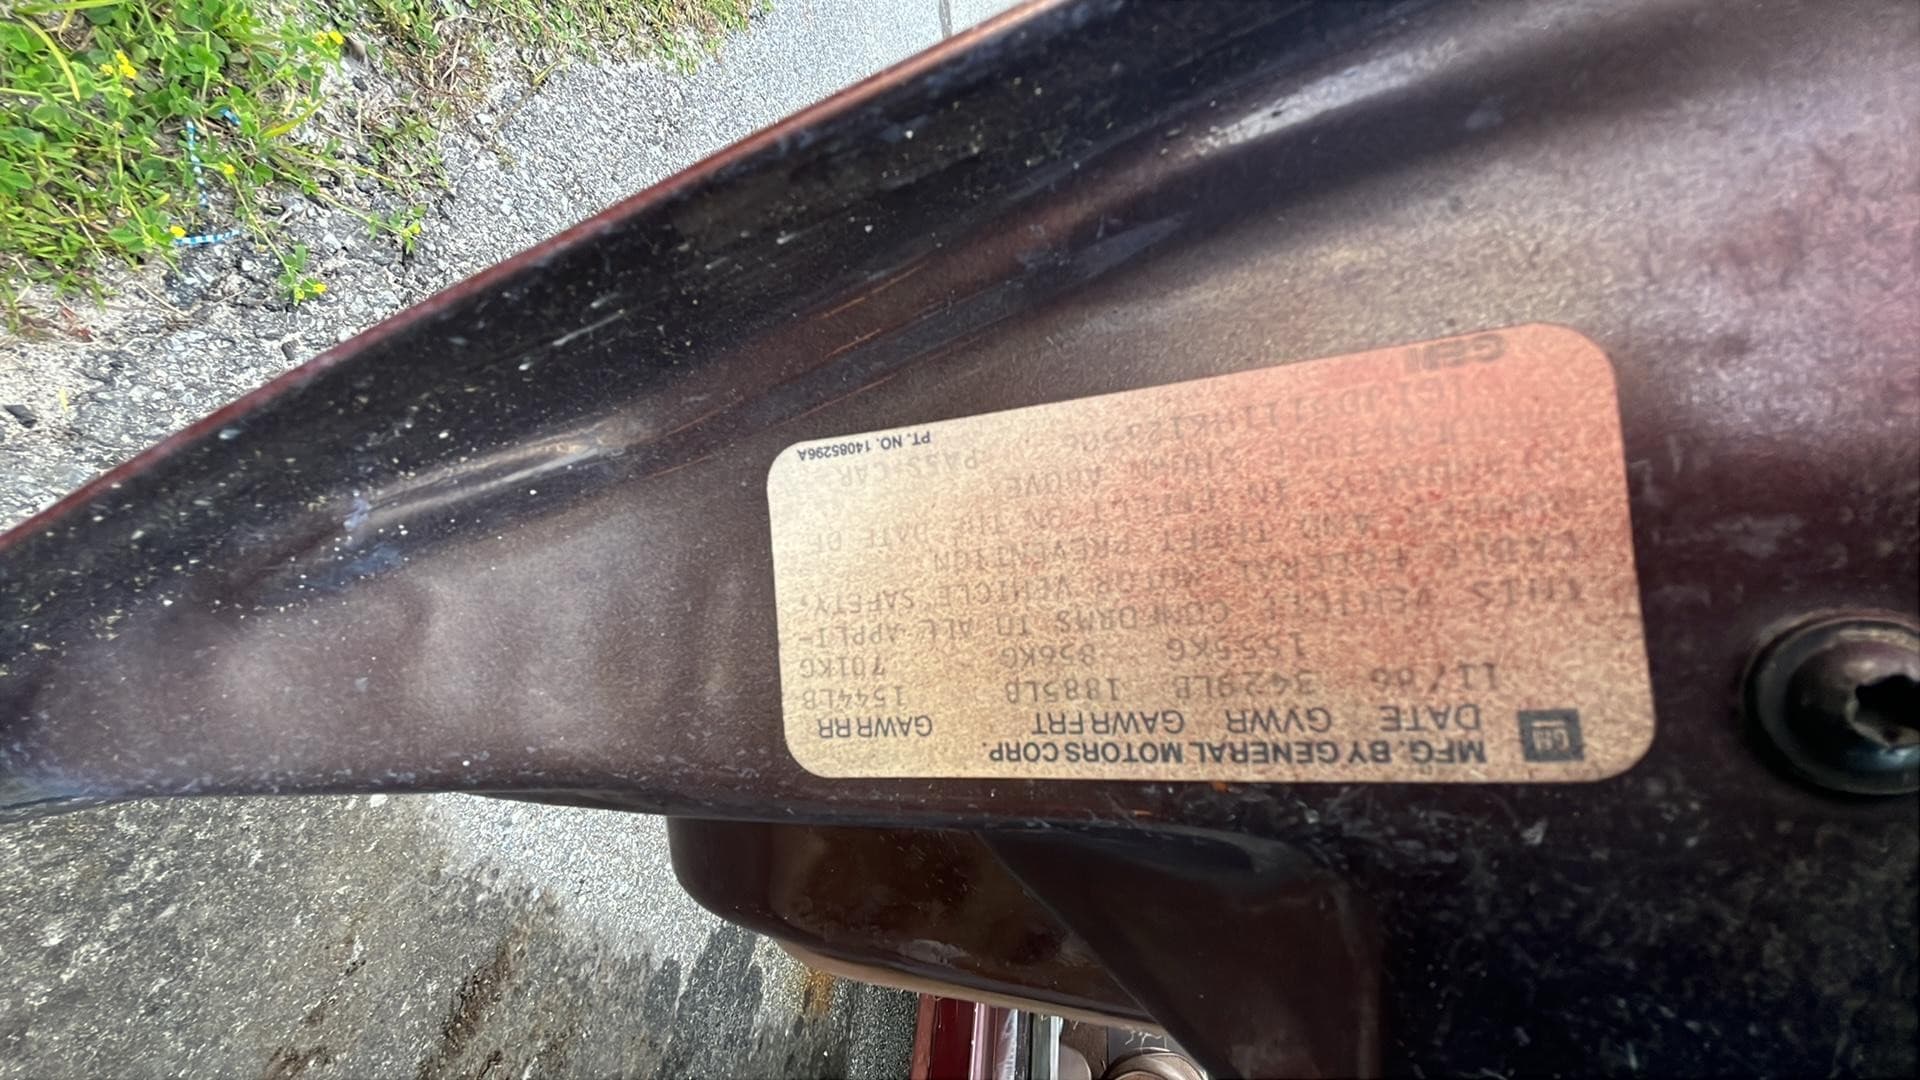 GM
MFG. BY GENERAL MOTORS CORP.
DATE GVWR GAWR FRT GAWR RR
11/86 3429LB 1885LB 1544LB
1555KG 856KG 701KG
THIS VEHICLE CONFORMS TO ALL APPLI-
CABLE FEDERAL MOTOR VEHICLE SAFETY,
AND THEFT PREVENTION
STANDARDS IN EFFECT ON THE DATE OF
ABOVE.
PASS.CAR
PT. NO. 14085296A